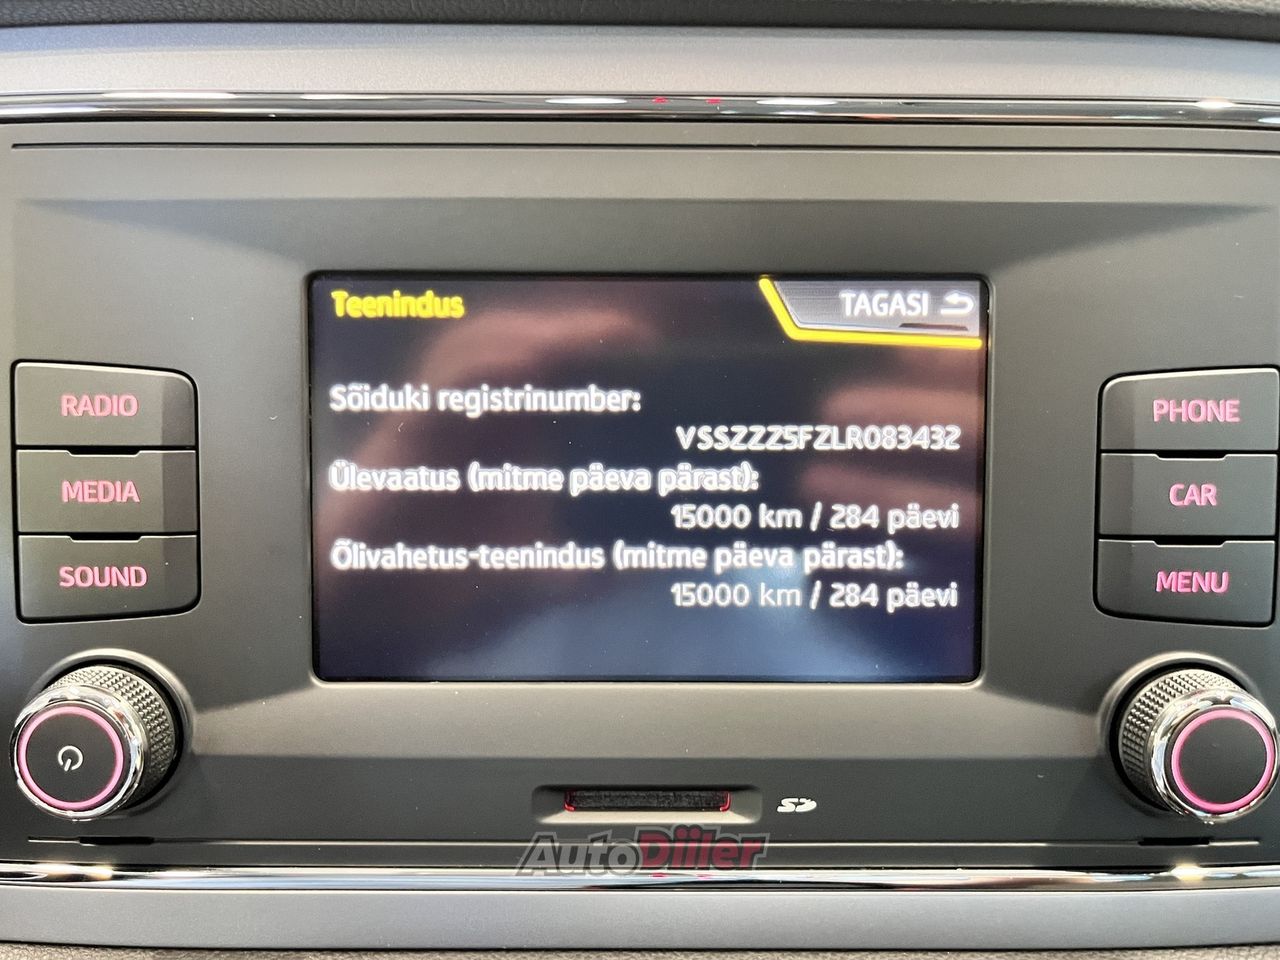 Teenindus
TAGASI
Sõiduki registrinumber:
VSSZZZ5FZLR083432
Ülevaatus (mitme päeva pärast):
15000 km / 284 päevi
Õlivahetus-teenindus (mitme päeva pärast):
15000 km / 284 päevi
RADIO
MEDIA
SOUND
PHONE
CAR
MENU
SD
AutoDiiler